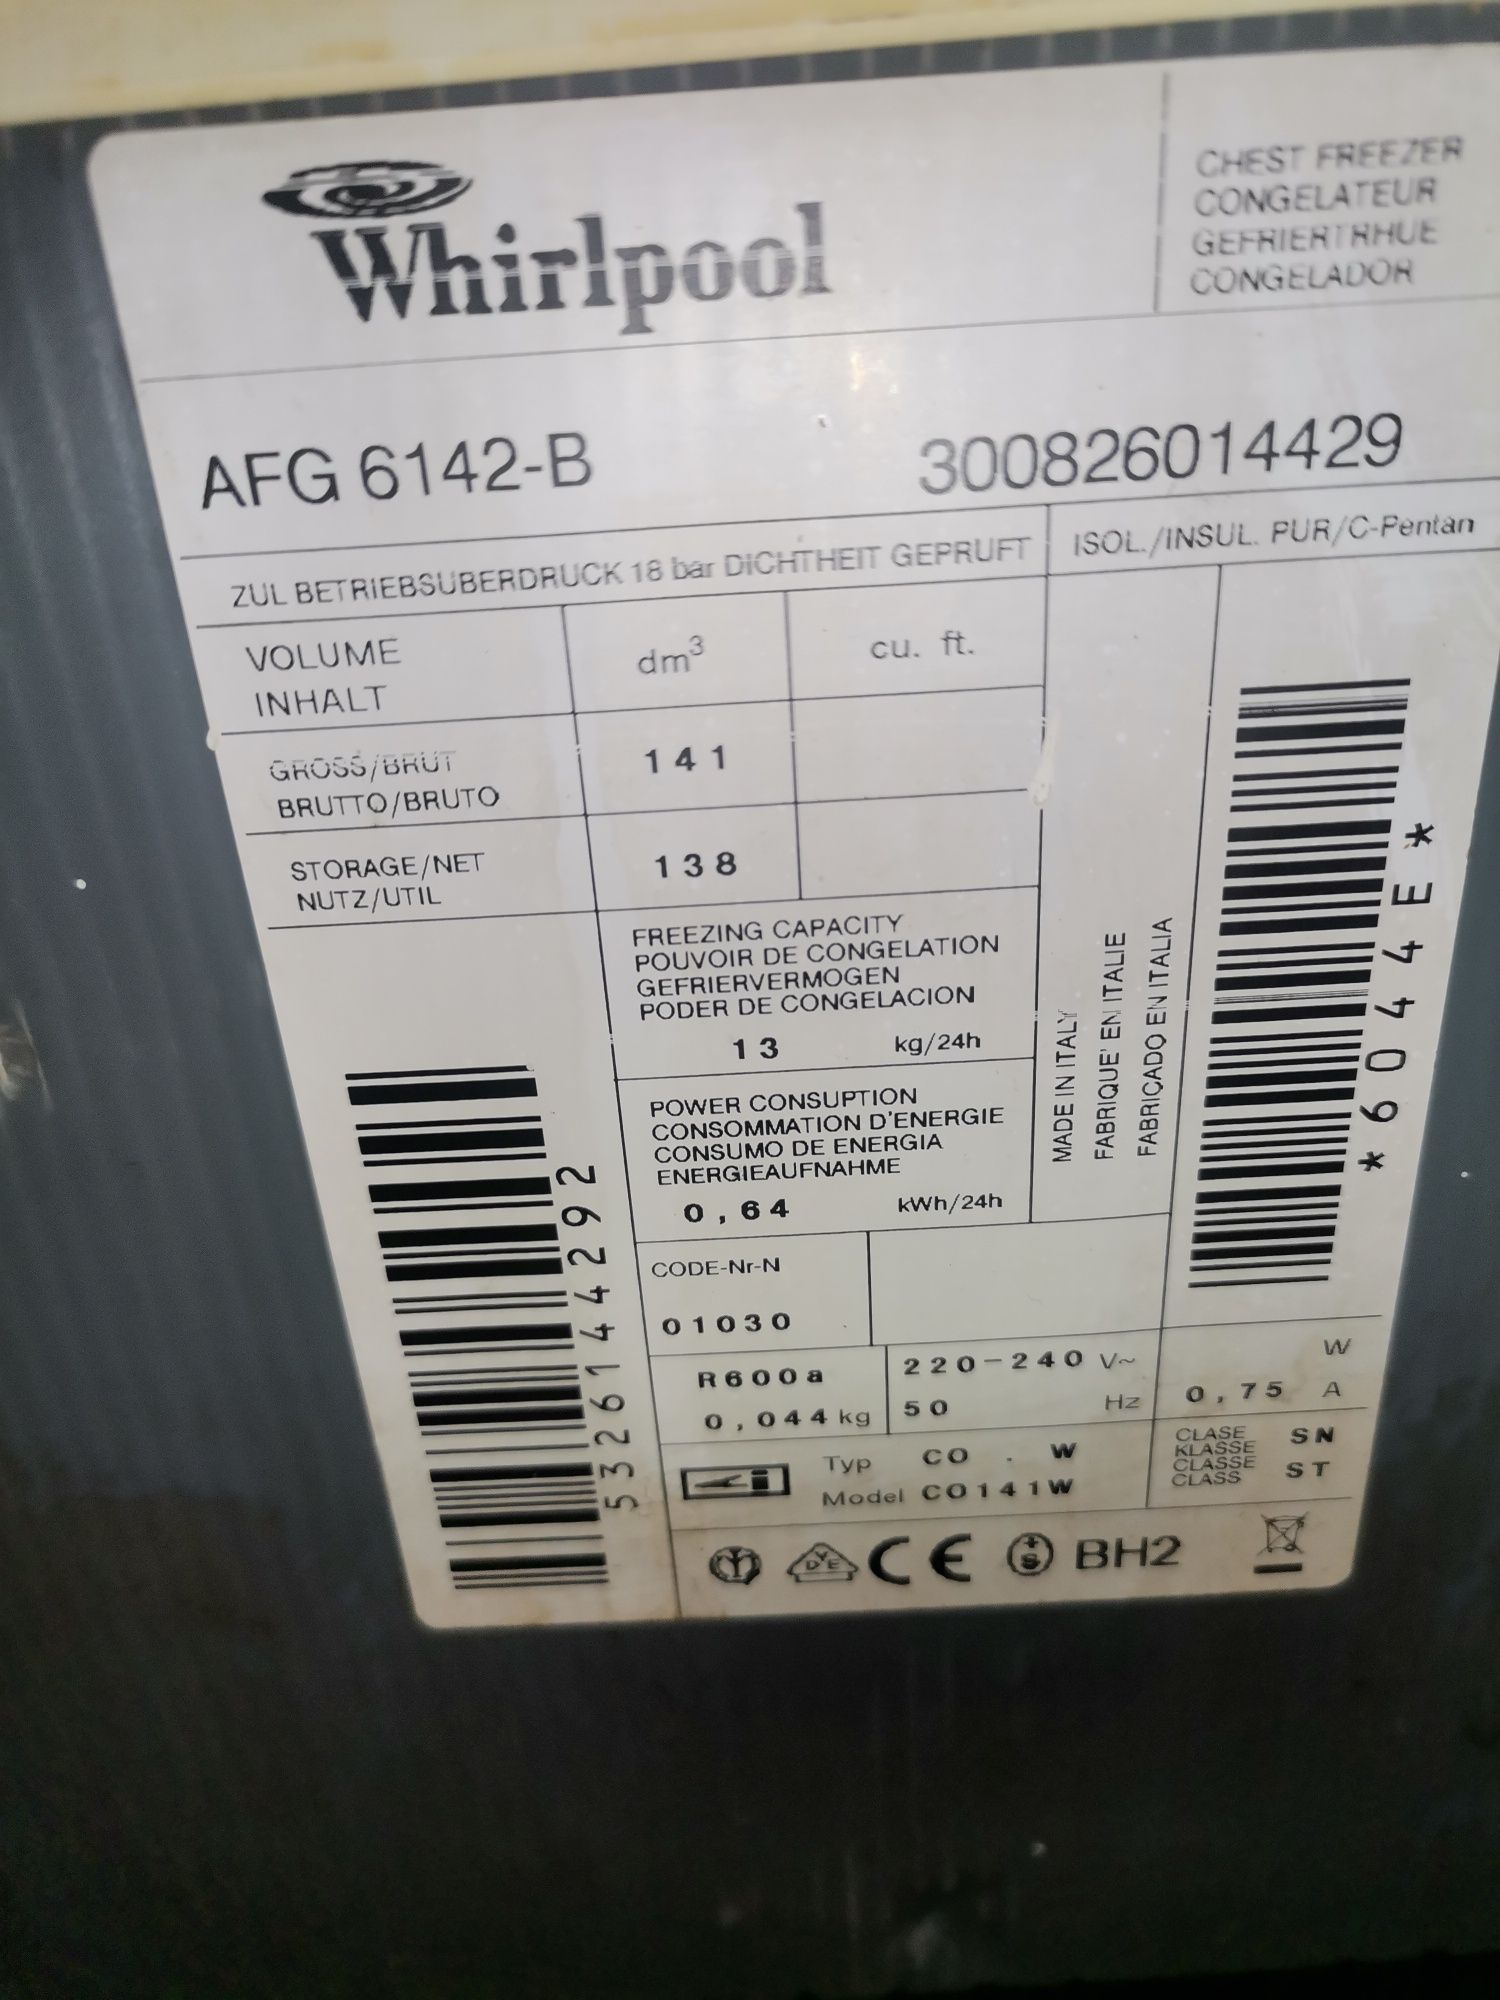 Whirlpool
CHEST FREEZER
CONGELATEUR
GEFRIERTRHUE
CONGELADOR
AFG 6142-B
300826014429
ZUL BETRIEBSUBERDRUCK 18 bar DICHTHEIT GEPRUFT
ISOL./INSUL. PUR/C-Pentan
VOLUME
INHALT
dm³
cu. ft.
GROSS/BRUT
BRUTTO/BRUTO
141
STORAGE/NET
NUTZ/UTIL
138
FREEZING CAPACITY
POUVOIR DE CONGELATION
GEFRIERVERMOGEN
PODER DE CONGELACION
13 kg/24h
POWER CONSUPTION
CONSOMMATION D'ENERGIE
CONSUMO DE ENERGIA
ENERGIEAUFNAHME
0,64 kWh/24h
MADE IN ITALY
FABRIQUE' EN ITALIE
FABRICADO EN ITALIA
*6044E*
532614429 2
CODE-Nr-N
01030
R600a
0,044 kg
220-240 V~
50 Hz
W
0,75 A
Typ CO . W
Model CO141W
CLASE
KLASSE
CLASSE
CLASS
SN
ST
DVE
CE
+S
BH2